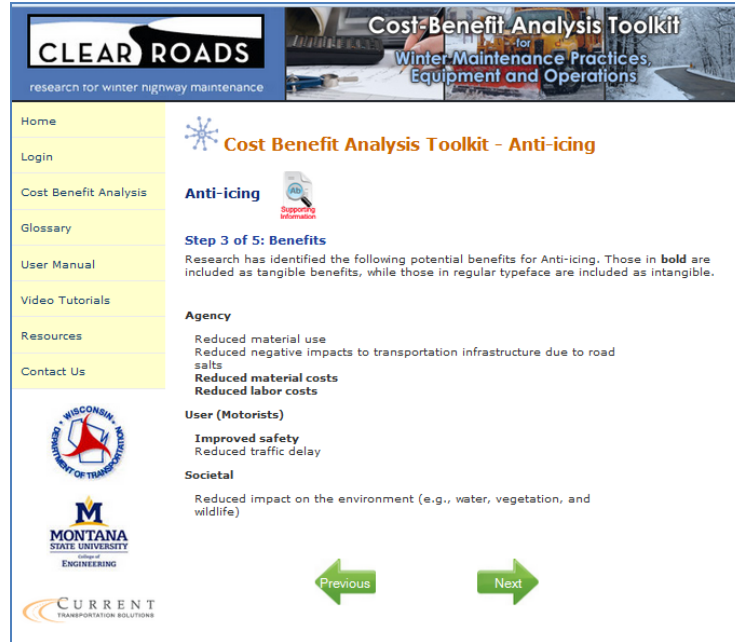 CLEAR ROADS
research for winter highway maintenance
Cost-Benefit Analysis Toolkit
for
Winter Maintenance Practices,
Equipment and Operations
Home
Login
Cost Benefit Analysis
Glossary
User Manual
Video Tutorials
Resources
Contact Us
WISCONSIN
DEPARTMENT OF TRANSPORTATION
M
MONTANA
STATE UNIVERSITY
College of
ENGINEERING
CURRENT
TRANSPORTATION SOLUTIONS
Cost Benefit Analysis Toolkit - Anti-icing
Anti-icing
Ab
Supporting
Information
Step 3 of 5: Benefits
Research has identified the following potential benefits for Anti-icing. Those in bold are
included as tangible benefits, while those in regular typeface are included as intangible.
Agency
Reduced material use
Reduced negative impacts to transportation infrastructure due to road
salts
Reduced material costs
Reduced labor costs
User (Motorists)
Improved safety
Reduced traffic delay
Societal
Reduced impact on the environment (e.g., water, vegetation, and
wildlife)
Previous
Next